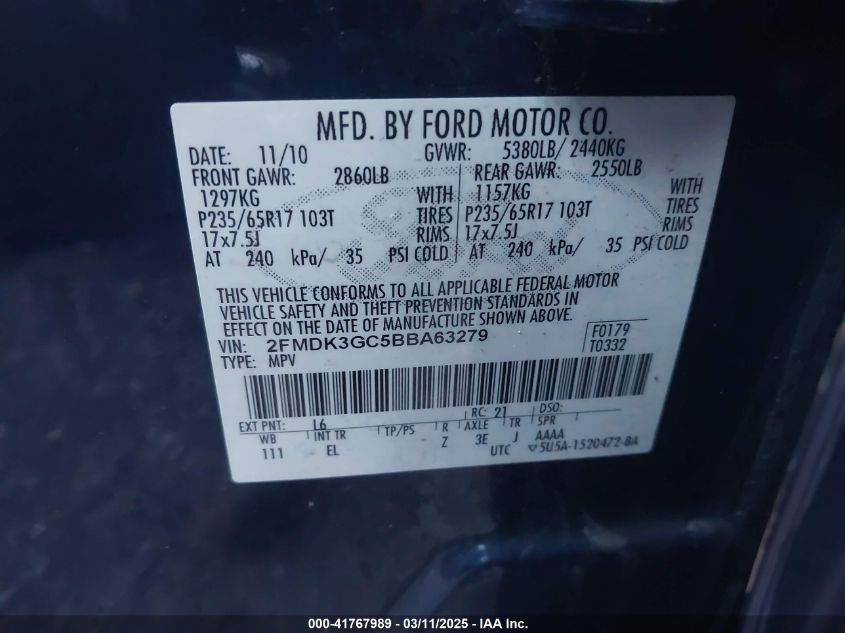 MFD. BY FORD MOTOR CO.
DATE: 11/10 GVWR: 5380LB/ 2440KG
FRONT GAWR: 2860LB REAR GAWR: 2550LB
1297KG WITH 1157KG WITH
P235/65R17 103T TIRES P235/65R17 103T TIRES
17x7.5J RIMS 17x7.5J RIMS
AT 240 kPa/ 35 PSI COLD AT 240 kPa/ 35 PSI COLD
THIS VEHICLE CONFORMS TO ALL APPLICABLE FEDERAL MOTOR
VEHICLE SAFETY AND THEFT PREVENTION STANDARDS IN
EFFECT ON THE DATE OF MANUFACTURE SHOWN ABOVE.
VIN: 2FMDK3GC5BBA63279 F0179
TYPE: MPV T0332
EXT PNT: L6 RC: 21 DSO:
WB INT TR TP/PS R AXLE TR SPR
111 EL Z 3E J AAAA
UTC ▽5U5A-1520472-BA
000-41767989 - 03/11/2025 - IAA Inc.